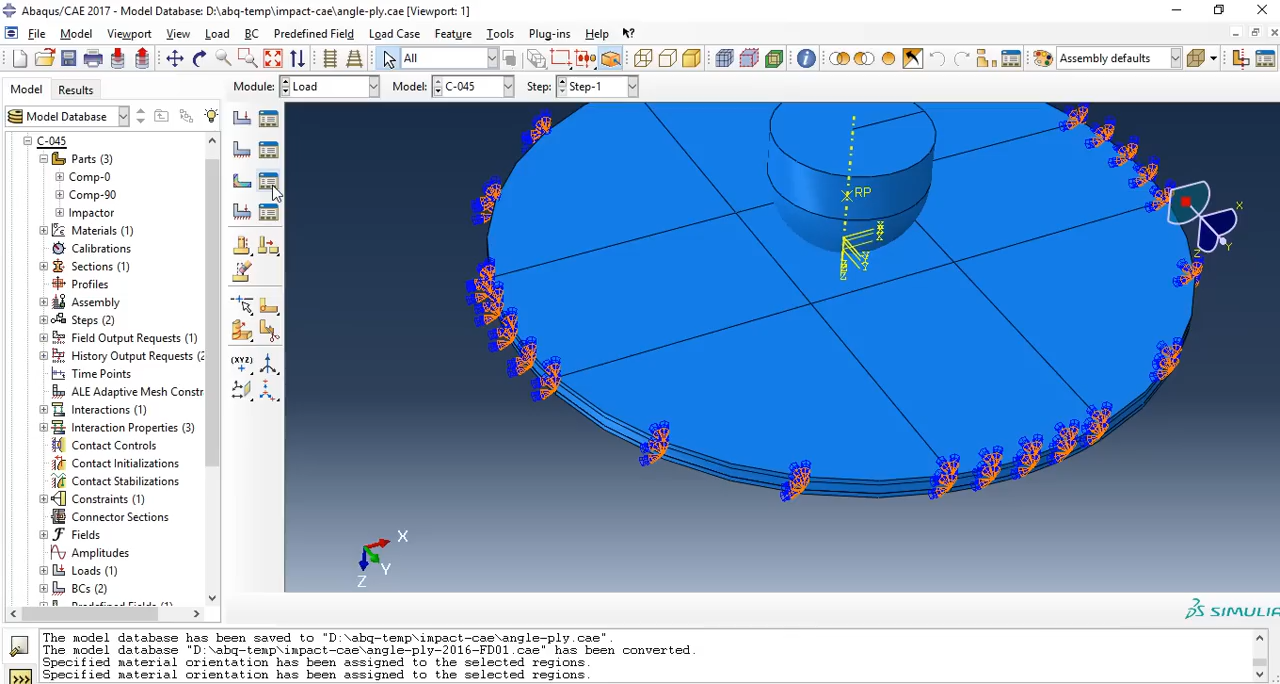 Abaqus/CAE 2017 - Model Database: D:\abq-temp\impact-cae\angle-ply.cae [Viewport: 1]
File Model Viewport View Load BC Predefined Field Load Case Feature Tools Plug-ins Help
All
Assembly defaults
Model Results
Module: Load Model: C-045 Step: Step-1
Model Database
C-045
Parts (3)
Comp-0
Comp-90
Impactor
Materials (1)
Calibrations
Sections (1)
Profiles
Assembly
Steps (2)
Field Output Requests (1)
History Output Requests (2
Time Points
ALE Adaptive Mesh Constr
Interactions (1)
Interaction Properties (3)
Contact Controls
Contact Initializations
Contact Stabilizations
Constraints (1)
Connector Sections
Fields
Amplitudes
Loads (1)
BCs (2)
Predefined Fields (1)
RP
X
Y
Z
X
Y
Z
(XYZ)
SIMULIA
The model database has been saved to "D:\abq-temp\impact-cae\angle-ply.cae".
The model database "D:\abq-temp\impact-cae\angle-ply-2016-FD01.cae" has been converted.
Specified material orientation has been assigned to the selected regions.
Specified material orientation has been assigned to the selected regions.